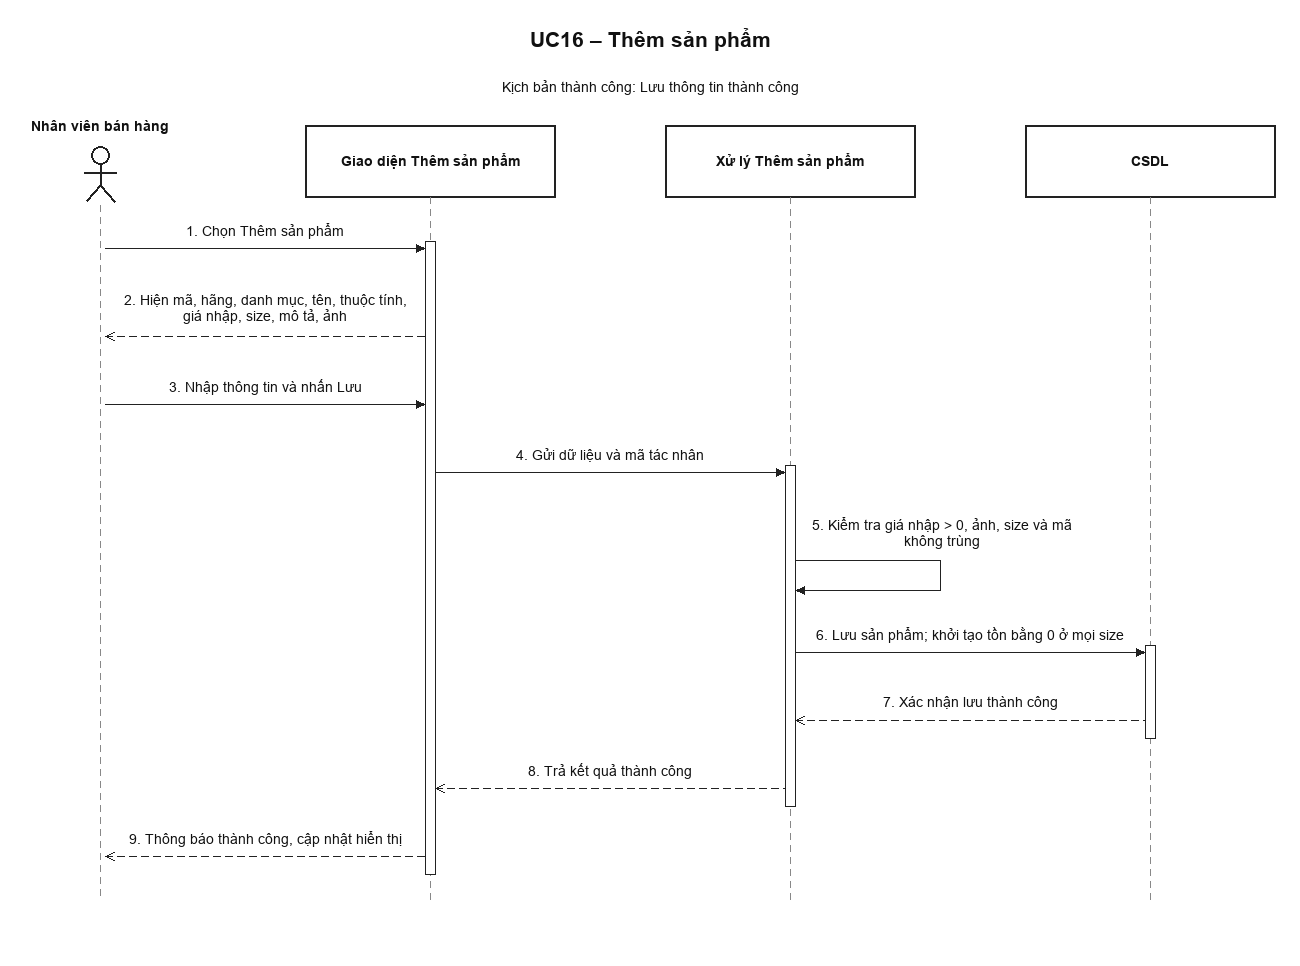 UC16 – Thêm sản phẩm
Kịch bản thành công: Lưu thông tin thành công
Nhân viên bán hàng
Giao diện Thêm sản phẩm
Xử lý Thêm sản phẩm
CSDL
1. Chọn Thêm sản phẩm
2. Hiện mã, hãng, danh mục, tên, thuộc tính,
giá nhập, size, mô tả, ảnh
3. Nhập thông tin và nhấn Lưu
4. Gửi dữ liệu và mã tác nhân
5. Kiểm tra giá nhập > 0, ảnh, size và mã
không trùng
6. Lưu sản phẩm; khởi tạo tồn bằng 0 ở mọi size
7. Xác nhận lưu thành công
8. Trả kết quả thành công
9. Thông báo thành công, cập nhật hiển thị